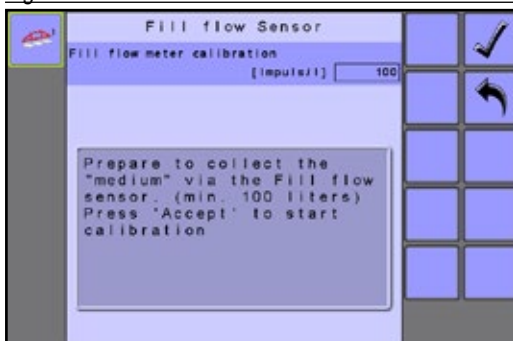 Fill flow Sensor
Fill flow meter calibration
[Impuls/l] 100
Prepare to collect the
"medium" via the Fill flow
sensor. (min. 100 liters)
Press 'Accept' to start
calibration